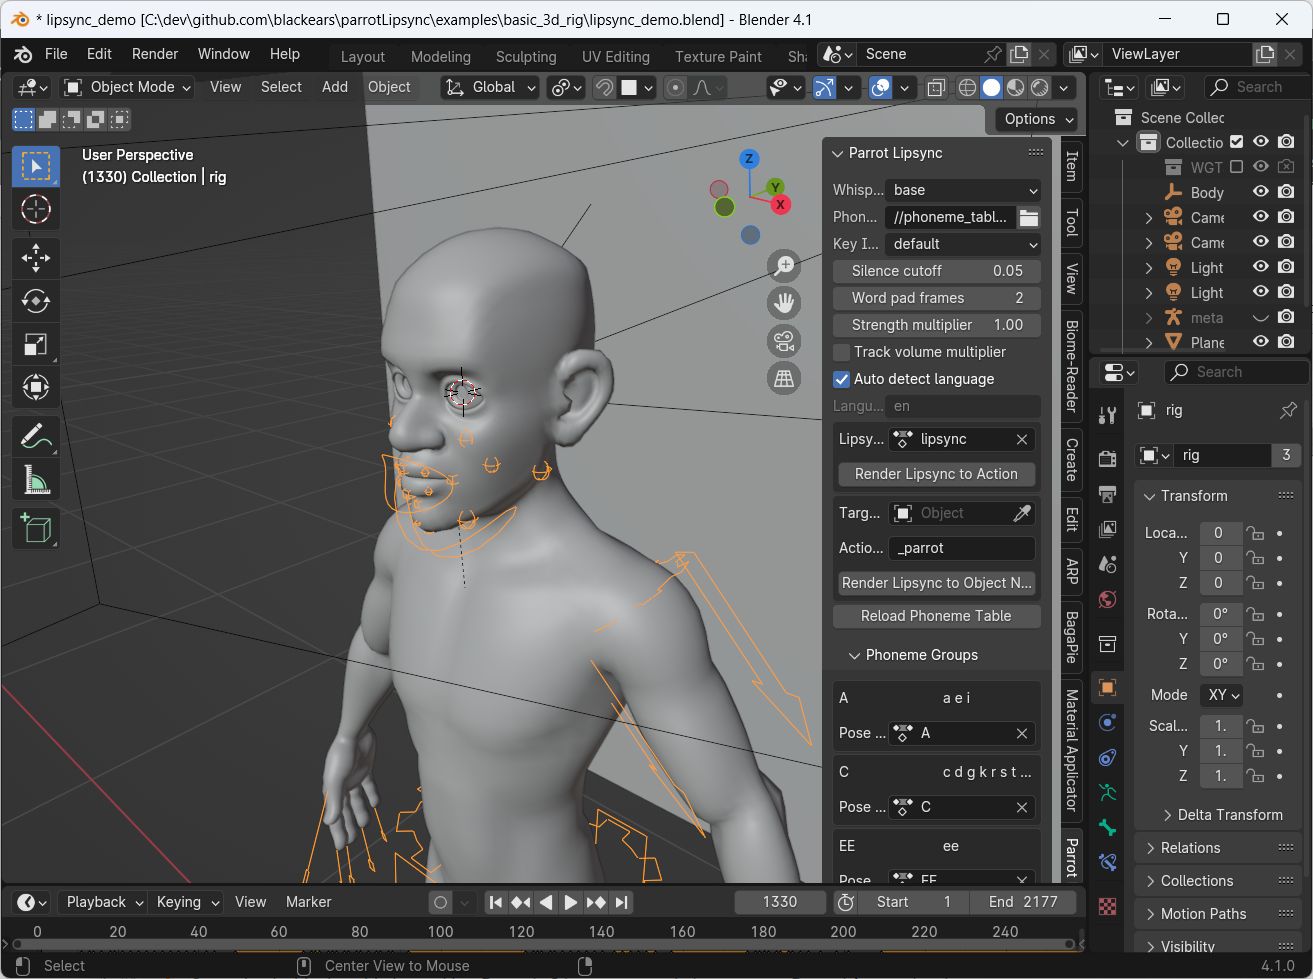 * lipsync_demo [C:\dev\github.com\blackears\parrotLipsync\examples\basic_3d_rig\lipsync_demo.blend] - Blender 4.1
File Edit Render Window Help Layout Modeling Sculpting UV Editing Texture Paint Sh Scene ViewLayer
Object Mode View Select Add Object Global Search
Options
User Perspective
(1330) Collection | rig
Z
Y
X
Parrot Lipsync
Whisp... base
Phon... //phoneme_tabl...
Key I... default
Silence cutoff 0.05
Word pad frames 2
Strength multiplier 1.00
Track volume multiplier
Auto detect language
Langu... en
Lipsy... lipsync
Render Lipsync to Action
Targ... Object
Actio... _parrot
Render Lipsync to Object N...
Reload Phoneme Table
Phoneme Groups
A a e i
Pose ... A
C c d g k r s t ...
Pose ... C
EE ee
Pose ... EE
Item
Tool
View
Biome-Reader
Create
Edit
ARP
BagaPie
Material Applicator
Parrot
Scene Collec
Collectio
WGT
Body
Came
Came
Light
Light
meta
Plane
Search
rig
rig 3
Transform
Loca... 0
Y 0
Z 0
Rota... 0°
Y 0°
Z 0°
Mode XY
Scal... 1.
Y 1.
Z 1.
Delta Transform
Relations
Collections
Motion Paths
Visibility
Playback Keying View Marker 1330 Start 1 End 2177
0 20 40 60 80 100 120 140 160 180 200 220 240
Select Center View to Mouse 4.1.0